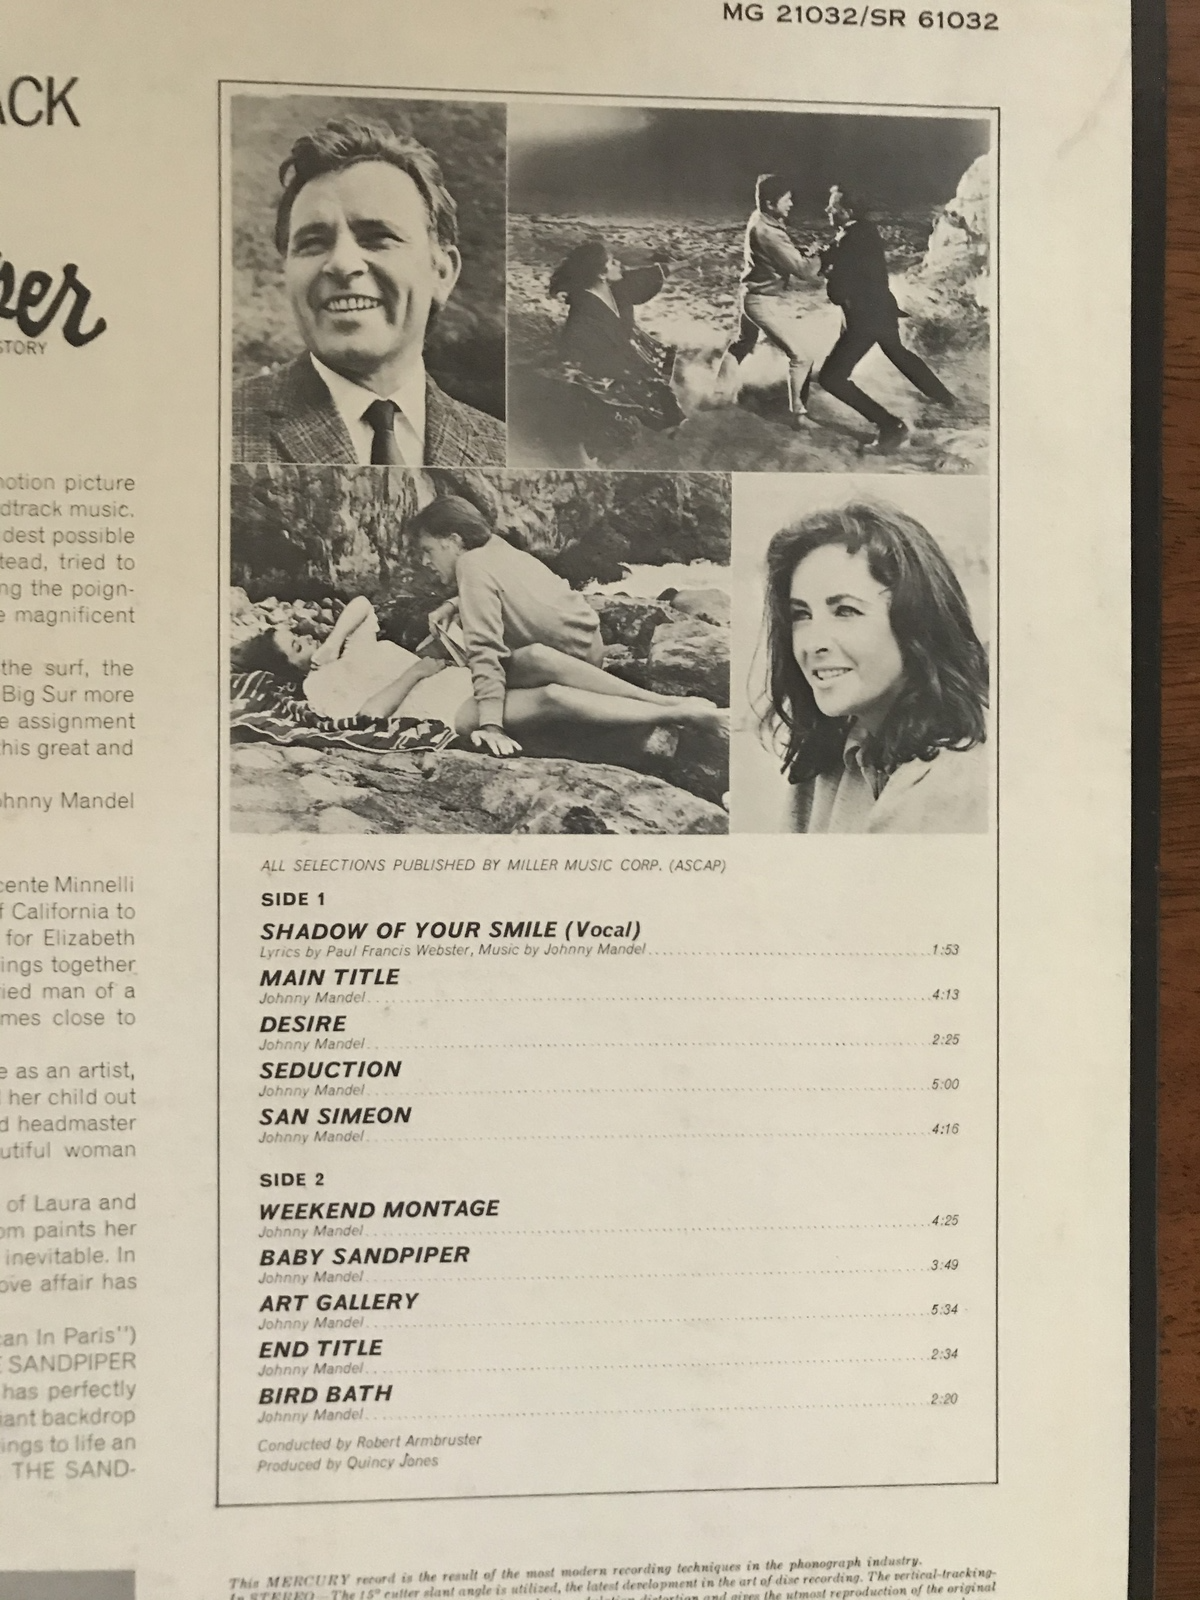 MG 21032/SR 61032
ACK
per
STORY
otion picture
dtrack music.
dest possible
tead, tried to
ng the poign-
e magnificent
the surf, the
Big Sur more
e assignment
this great and
ohnny Mandel
cente Minnelli
f California to
for Elizabeth
ings together
ied man of a
mes close to
e as an artist,
her child out
d headmaster
utiful woman
of Laura and
om paints her
inevitable. In
ove affair has
can In Paris")
E SANDPIPER
has perfectly
iant backdrop
ings to life an
THE SAND-
ALL SELECTIONS PUBLISHED BY MILLER MUSIC CORP. (ASCAP)
SIDE 1
SHADOW OF YOUR SMILE (Vocal)
Lyrics by Paul Francis Webster, Music by Johnny Mandel 1:53
MAIN TITLE
Johnny Mandel 4:13
DESIRE
Johnny Mandel 2:25
SEDUCTION
Johnny Mandel 5:00
SAN SIMEON
Johnny Mandel 4:16
SIDE 2
WEEKEND MONTAGE
Johnny Mandel 4:25
BABY SANDPIPER
Johnny Mandel 3:49
ART GALLERY
Johnny Mandel 5:34
END TITLE
Johnny Mandel 2:34
BIRD BATH
Johnny Mandel 2:20
Conducted by Robert Armbruster
Produced by Quincy Jones
This MERCURY record is the result of the most modern recording techniques in the phonograph industry.
In STEREO—The 15° cutter slant angle is utilized, the latest development in the art of disc recording. The vertical-tracking-
distortion and gives the utmost reproduction of the original